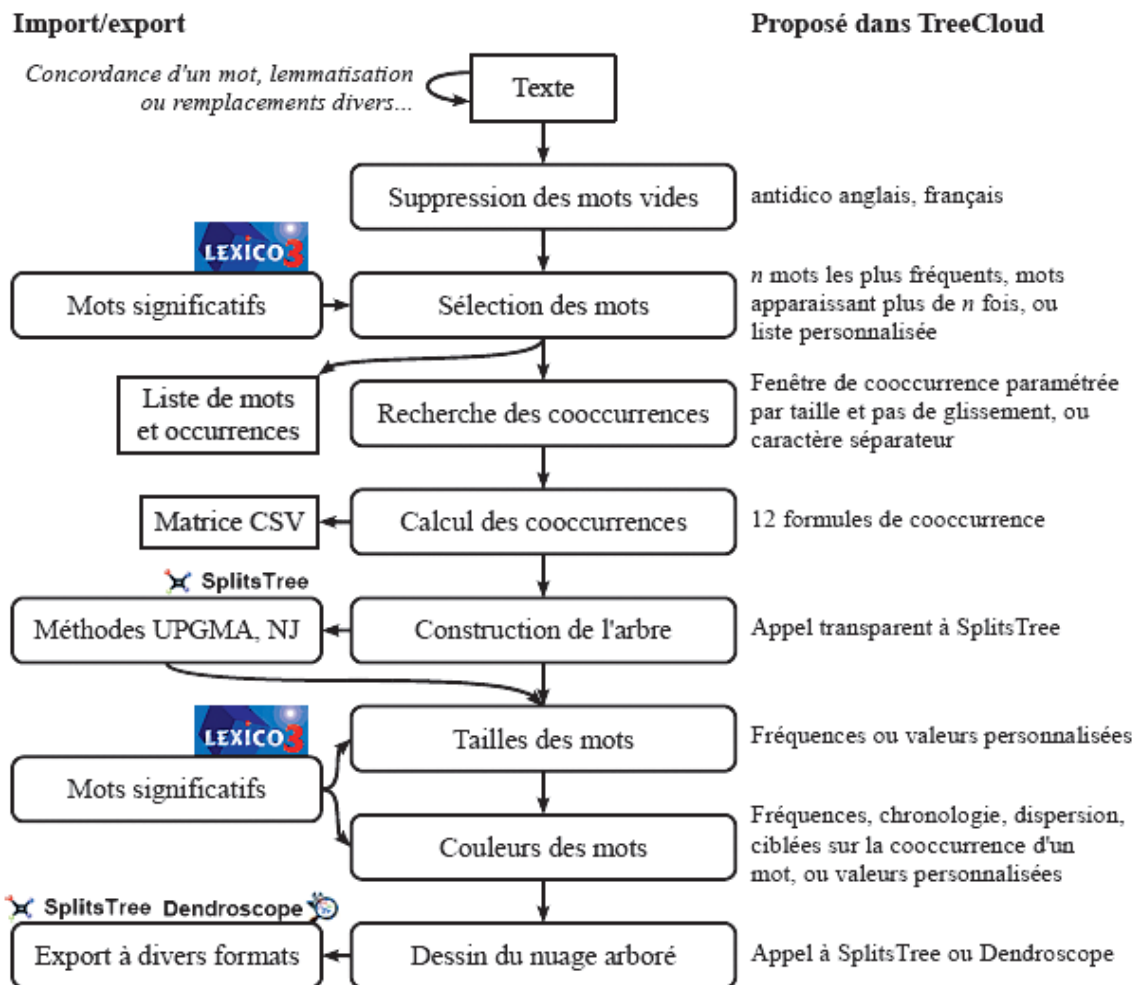 Import/export
Proposé dans TreeCloud
Concordance d'un mot, lemmatisation
ou remplacements divers...
Texte
Suppression des mots vides
antidico anglais, français
LEXICO3
Mots significatifs
Sélection des mots
n mots les plus fréquents, mots
apparaissant plus de n fois, ou
liste personnalisée
Liste de mots
et occurrences
Recherche des cooccurrences
Fenêtre de cooccurrence paramétrée
par taille et pas de glissement, ou
caractère séparateur
Matrice CSV
Calcul des cooccurrences
12 formules de cooccurrence
SplitsTree
Méthodes UPGMA, NJ
Construction de l'arbre
Appel transparent à SplitsTree
LEXICO3
Mots significatifs
Tailles des mots
Fréquences ou valeurs personnalisées
Couleurs des mots
Fréquences, chronologie, dispersion,
ciblées sur la cooccurrence d'un
mot, ou valeurs personnalisées
SplitsTree Dendroscope
Export à divers formats
Dessin du nuage arboré
Appel à SplitsTree ou Dendroscope